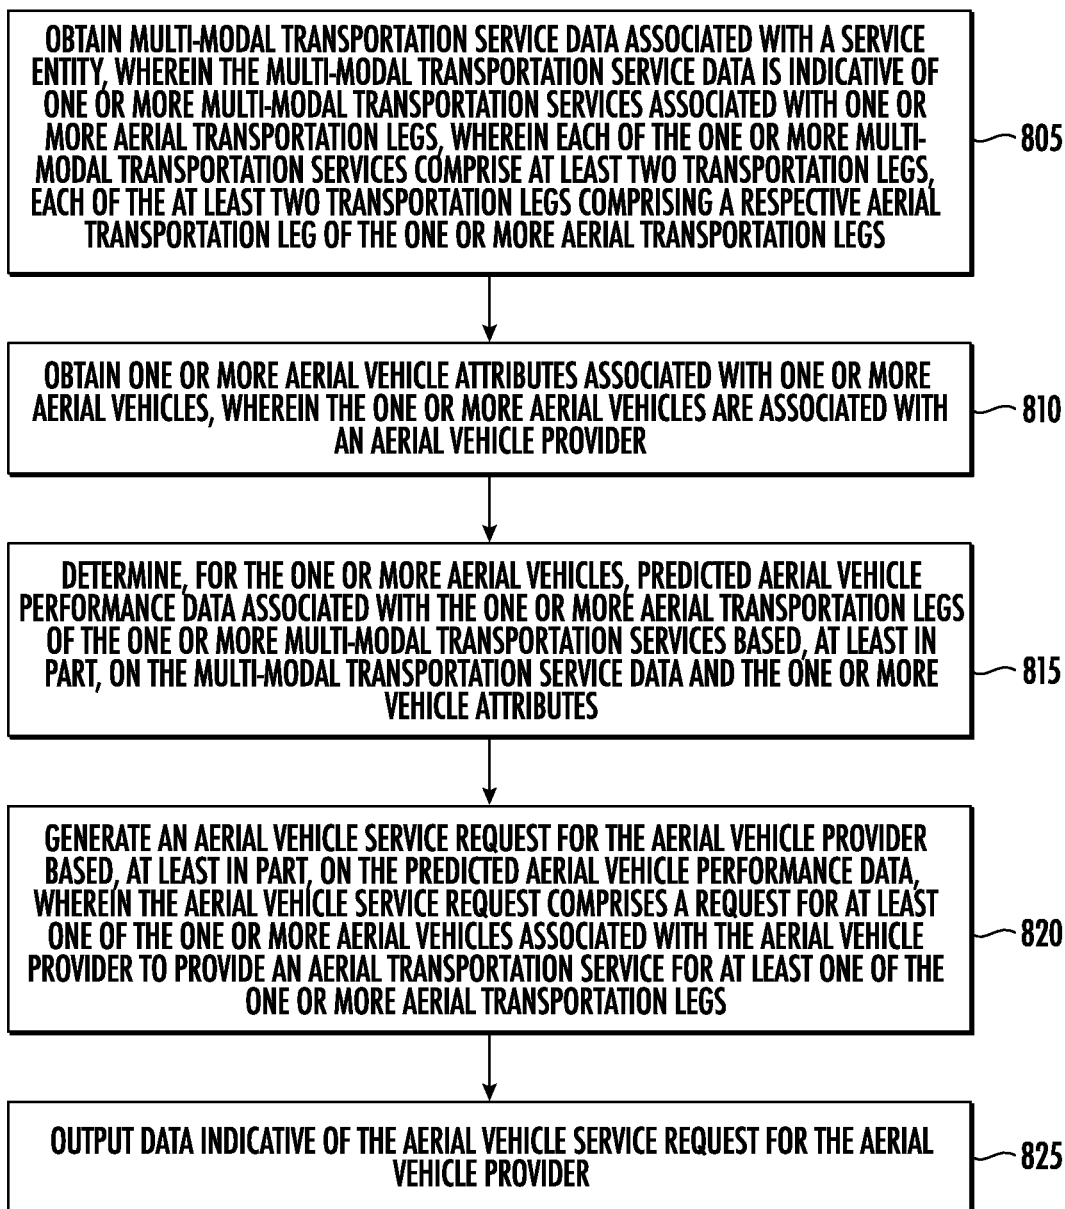 OBTAIN MULTI-MODAL TRANSPORTATION SERVICE DATA ASSOCIATED WITH A SERVICE
ENTITY, WHEREIN THE MULTI-MODAL TRANSPORTATION SERVICE DATA IS INDICATIVE OF
ONE OR MORE MULTI-MODAL TRANSPORTATION SERVICES ASSOCIATED WITH ONE OR
MORE AERIAL TRANSPORTATION LEGS, WHEREIN EACH OF THE ONE OR MORE MULTI-
MODAL TRANSPORTATION SERVICES COMPRISE AT LEAST TWO TRANSPORTATION LEGS,
EACH OF THE AT LEAST TWO TRANSPORTATION LEGS COMPRISING A RESPECTIVE AERIAL
TRANSPORTATION LEG OF THE ONE OR MORE AERIAL TRANSPORTATION LEGS
805
OBTAIN ONE OR MORE AERIAL VEHICLE ATTRIBUTES ASSOCIATED WITH ONE OR MORE
AERIAL VEHICLES, WHEREIN THE ONE OR MORE AERIAL VEHICLES ARE ASSOCIATED WITH
AN AERIAL VEHICLE PROVIDER
810
DETERMINE, FOR THE ONE OR MORE AERIAL VEHICLES, PREDICTED AERIAL VEHICLE
PERFORMANCE DATA ASSOCIATED WITH THE ONE OR MORE AERIAL TRANSPORTATION LEGS
OF THE ONE OR MORE MULTI-MODAL TRANSPORTATION SERVICES BASED, AT LEAST IN
PART, ON THE MULTI-MODAL TRANSPORTATION SERVICE DATA AND THE ONE OR MORE
VEHICLE ATTRIBUTES
815
GENERATE AN AERIAL VEHICLE SERVICE REQUEST FOR THE AERIAL VEHICLE PROVIDER
BASED, AT LEAST IN PART, ON THE PREDICTED AERIAL VEHICLE PERFORMANCE DATA,
WHEREIN THE AERIAL VEHICLE SERVICE REQUEST COMPRISES A REQUEST FOR AT LEAST
ONE OF THE ONE OR MORE AERIAL VEHICLES ASSOCIATED WITH THE AERIAL VEHICLE
PROVIDER TO PROVIDE AN AERIAL TRANSPORTATION SERVICE FOR AT LEAST ONE OF THE
ONE OR MORE AERIAL TRANSPORTATION LEGS
820
OUTPUT DATA INDICATIVE OF THE AERIAL VEHICLE SERVICE REQUEST FOR THE AERIAL
VEHICLE PROVIDER
825